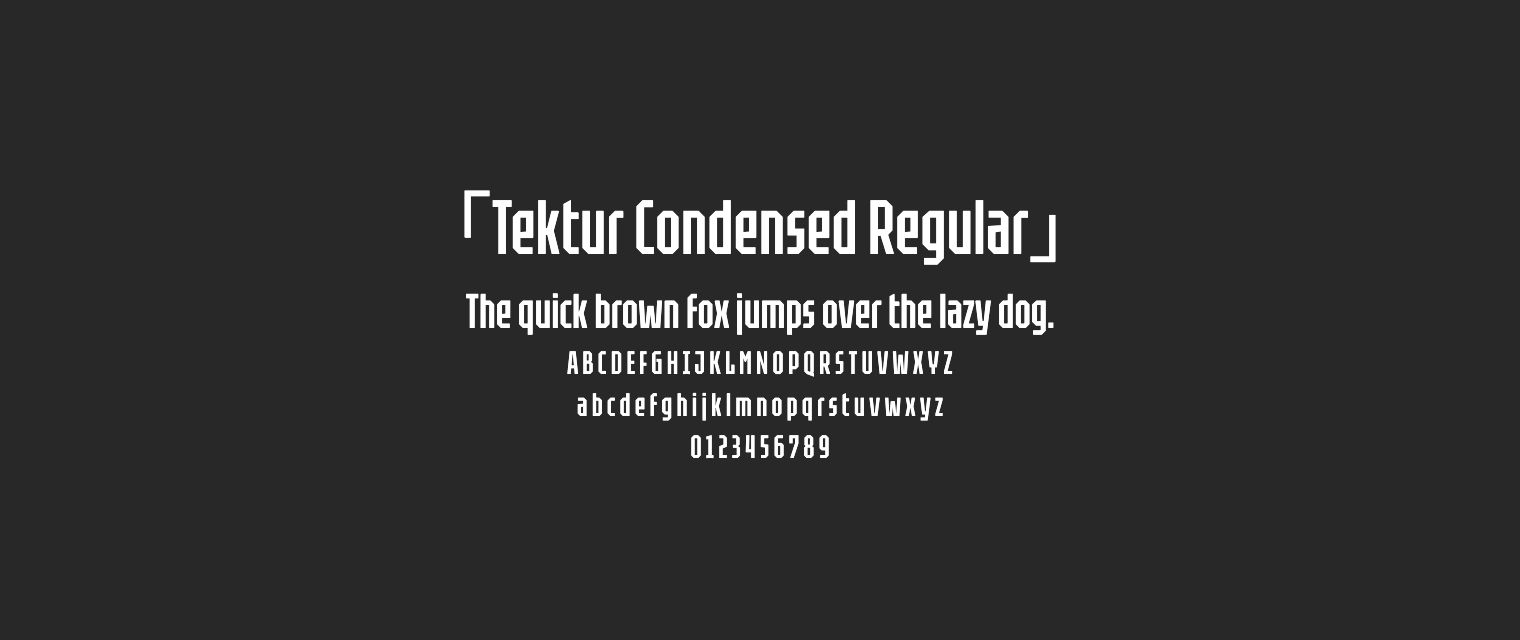 「Tektur Condensed Regular」
The quick brown fox jumps over the lazy dog.
ABCDEFGHIJKLMNOPQRSTUVWXYZ
abcdefghijklmnopqrstuvwxyz
0123456789